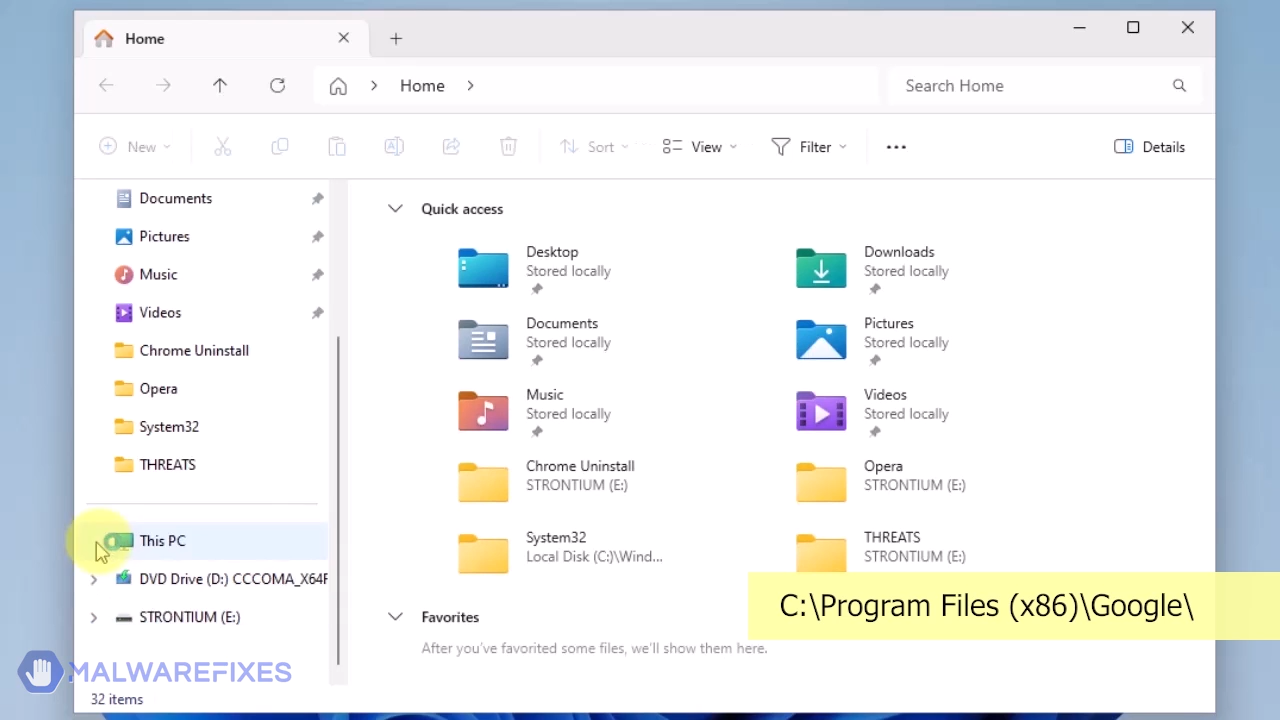 Home
Home
Search Home
New
Sort
View
Filter
Details
Documents
Pictures
Music
Videos
Chrome Uninstall
Opera
System32
THREATS
This PC
DVD Drive (D:) CCCOMA_X64F
STRONTIUM (E:)
Quick access
Desktop
Stored locally
Downloads
Stored locally
Documents
Stored locally
Pictures
Stored locally
Music
Stored locally
Videos
Stored locally
Chrome Uninstall
STRONTIUM (E:)
Opera
STRONTIUM (E:)
System32
Local Disk (C:)\Wind...
THREATS
STRONTIUM (E:)
Favorites
After you've favorited some files, we'll show them here.
C:\Program Files (x86)\Google\
MALWAREFIXES
32 items